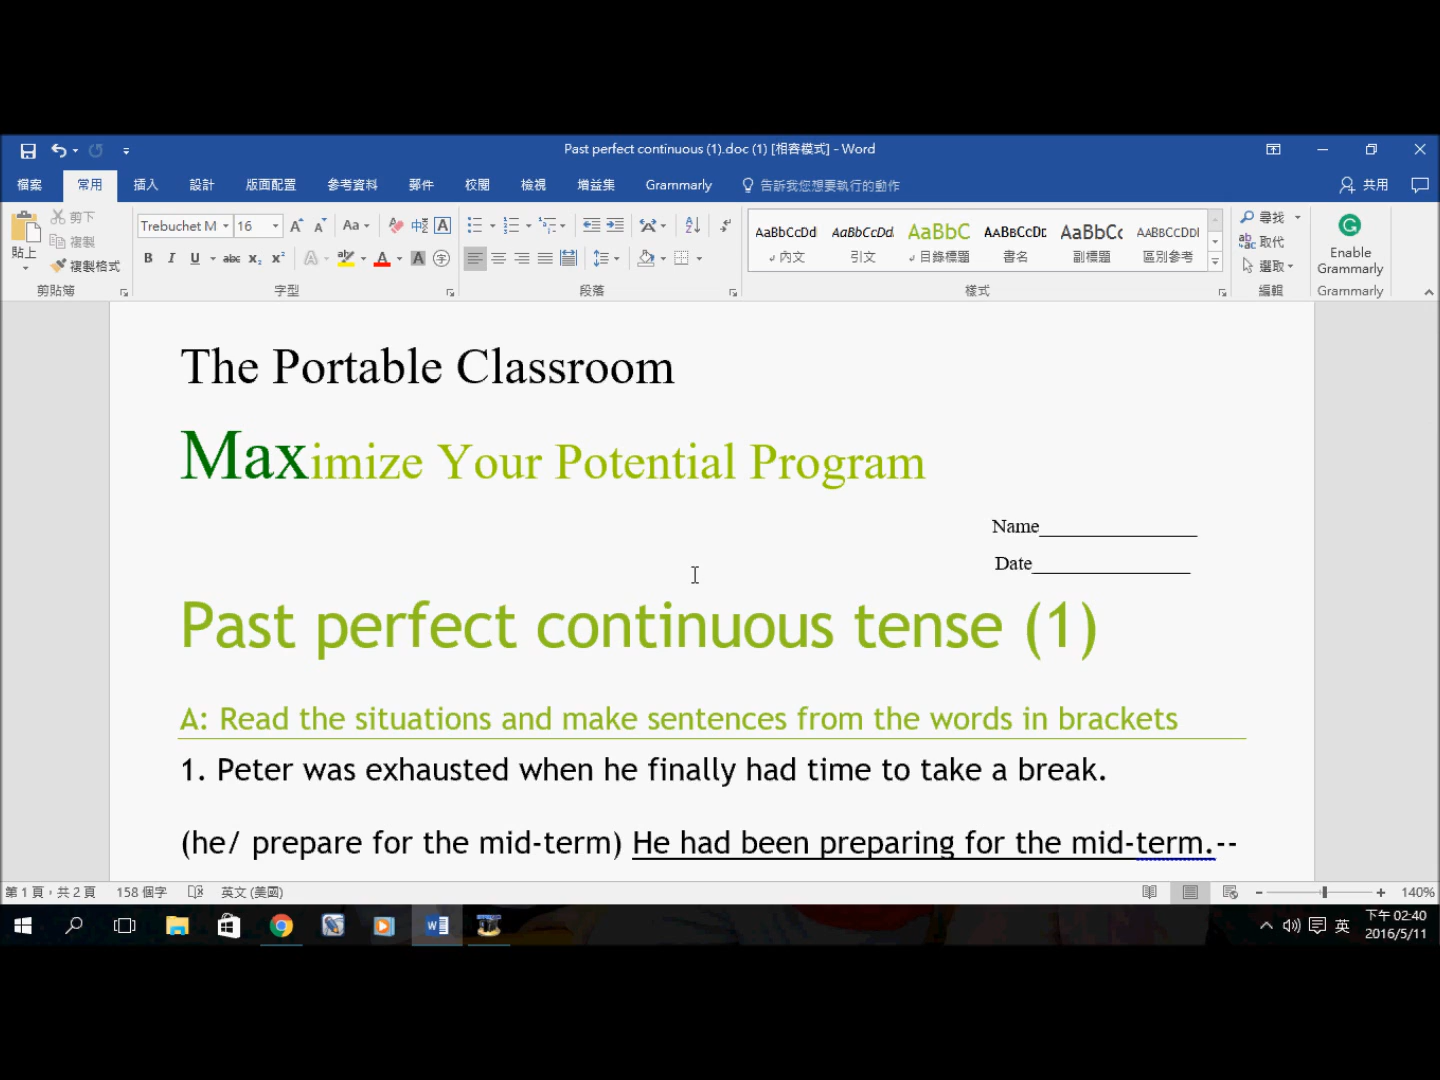 Past perfect continuous (1).doc (1) [相容模式] - Word
檔案 常用 插入 設計 版面配置 參考資料 郵件 校閱 檢視 增益集 Grammarly 告訴我您想要執行的動作 共用
貼上 剪下 複製 複製格式
Trebuchet M 16
AaBbCcDd AaBbCcDd AaBbC AABBCCDC AaBbCc AABBCCDDI
內文 引文 目錄標題 書名 副標題 區別參考
尋找 取代 選取
Enable Grammarly
剪貼簿 字型 段落 樣式 編輯 Grammarly
The Portable Classroom
Maximize Your Potential Program
Name_______________
Date_______________
Past perfect continuous tense (1)
A: Read the situations and make sentences from the words in brackets
1. Peter was exhausted when he finally had time to take a break.
(he/ prepare for the mid-term) He had been preparing for the mid-term.--
第 1 頁，共 2 頁 158 個字 英文 (美國) 140%
英 下午 02:40
2016/5/11